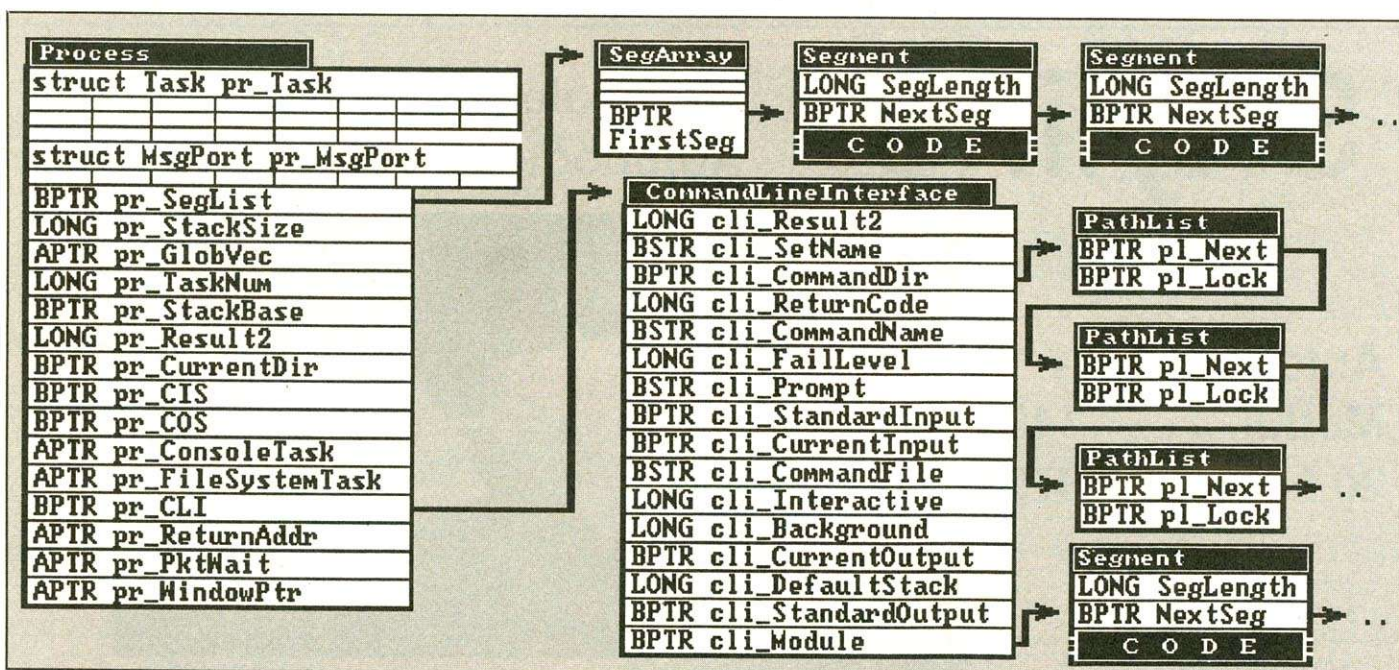 Process
struct Task pr_Task
struct MsgPort pr_MsgPort
BPTR pr_SegList
LONG pr_StackSize
APTR pr_GlobVec
LONG pr_TaskNum
BPTR pr_StackBase
LONG pr_Result2
BPTR pr_CurrentDir
BPTR pr_CIS
BPTR pr_COS
APTR pr_ConsoleTask
APTR pr_FileSystemTask
BPTR pr_CLI
APTR pr_ReturnAddr
APTR pr_PktWait
APTR pr_WindowPtr
SegArray
BPTR
FirstSeg
Segment
LONG SegLength
BPTR NextSeg
C O D E
Segment
LONG SegLength
BPTR NextSeg
C O D E
..
CommandLineInterface
LONG cli_Result2
BSTR cli_SetName
BPTR cli_CommandDir
LONG cli_ReturnCode
BSTR cli_CommandName
LONG cli_FailLevel
BSTR cli_Prompt
BPTR cli_StandardInput
BPTR cli_CurrentInput
BSTR cli_CommandFile
LONG cli_Interactive
LONG cli_Background
BPTR cli_CurrentOutput
LONG cli_DefaultStack
BPTR cli_StandardOutput
BPTR cli_Module
PathList
BPTR pl_Next
BPTR pl_Lock
PathList
BPTR pl_Next
BPTR pl_Lock
PathList
BPTR pl_Next
BPTR pl_Lock
..
Segment
LONG SegLength
BPTR NextSeg
C O D E
..